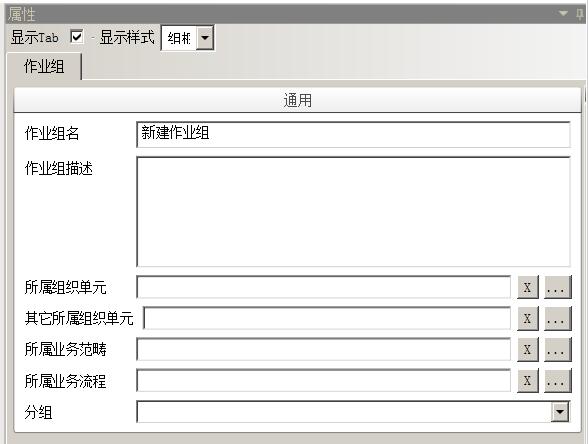 属性
显示Tab - 显示样式 细
作业组
通用
作业组名 新建作业组
作业组描述
所属组织单元 X ...
其它所属组织单元 X ...
所属业务范畴 X ...
所属业务流程 X ...
分组